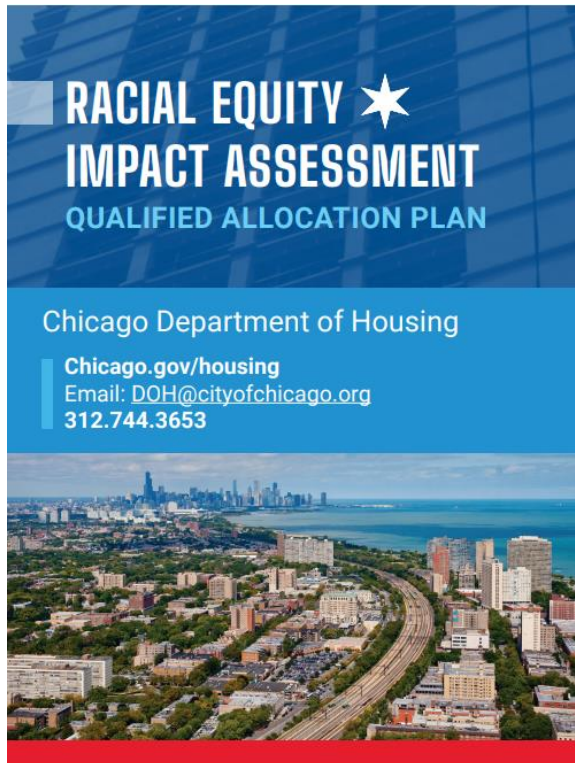 RACIAL EQUITY
IMPACT ASSESSMENT
QUALIFIED ALLOCATION PLAN
Chicago Department of Housing
Chicago.gov/housing
Email: DOH@cityofchicago.org
312.744.3653